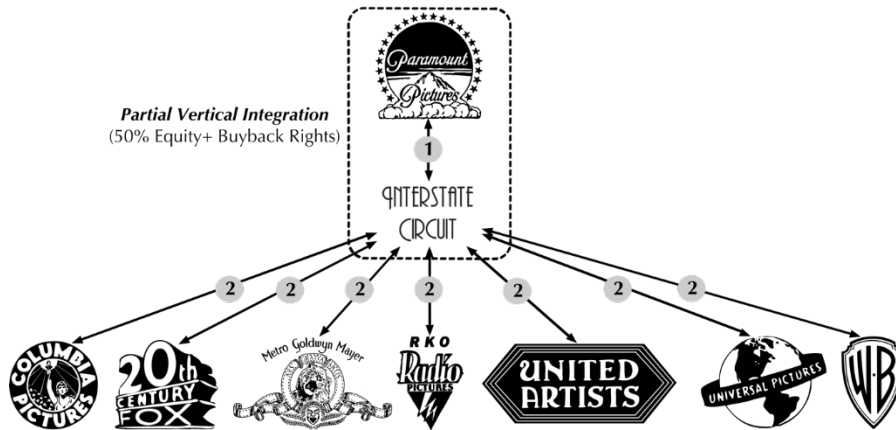 Paramount
Pictures
Partial Vertical Integration
(50% Equity+ Buyback Rights)
1
INTERSTATE
CIRCUIT
2 2 2 2 2 2 2
COLUMBIA
PICTURES
20th
CENTURY
FOX
Metro Goldwyn Mayer
RKO
Radio
PICTURES
UNITED
ARTISTS
UNIVERSAL PICTURES
WB